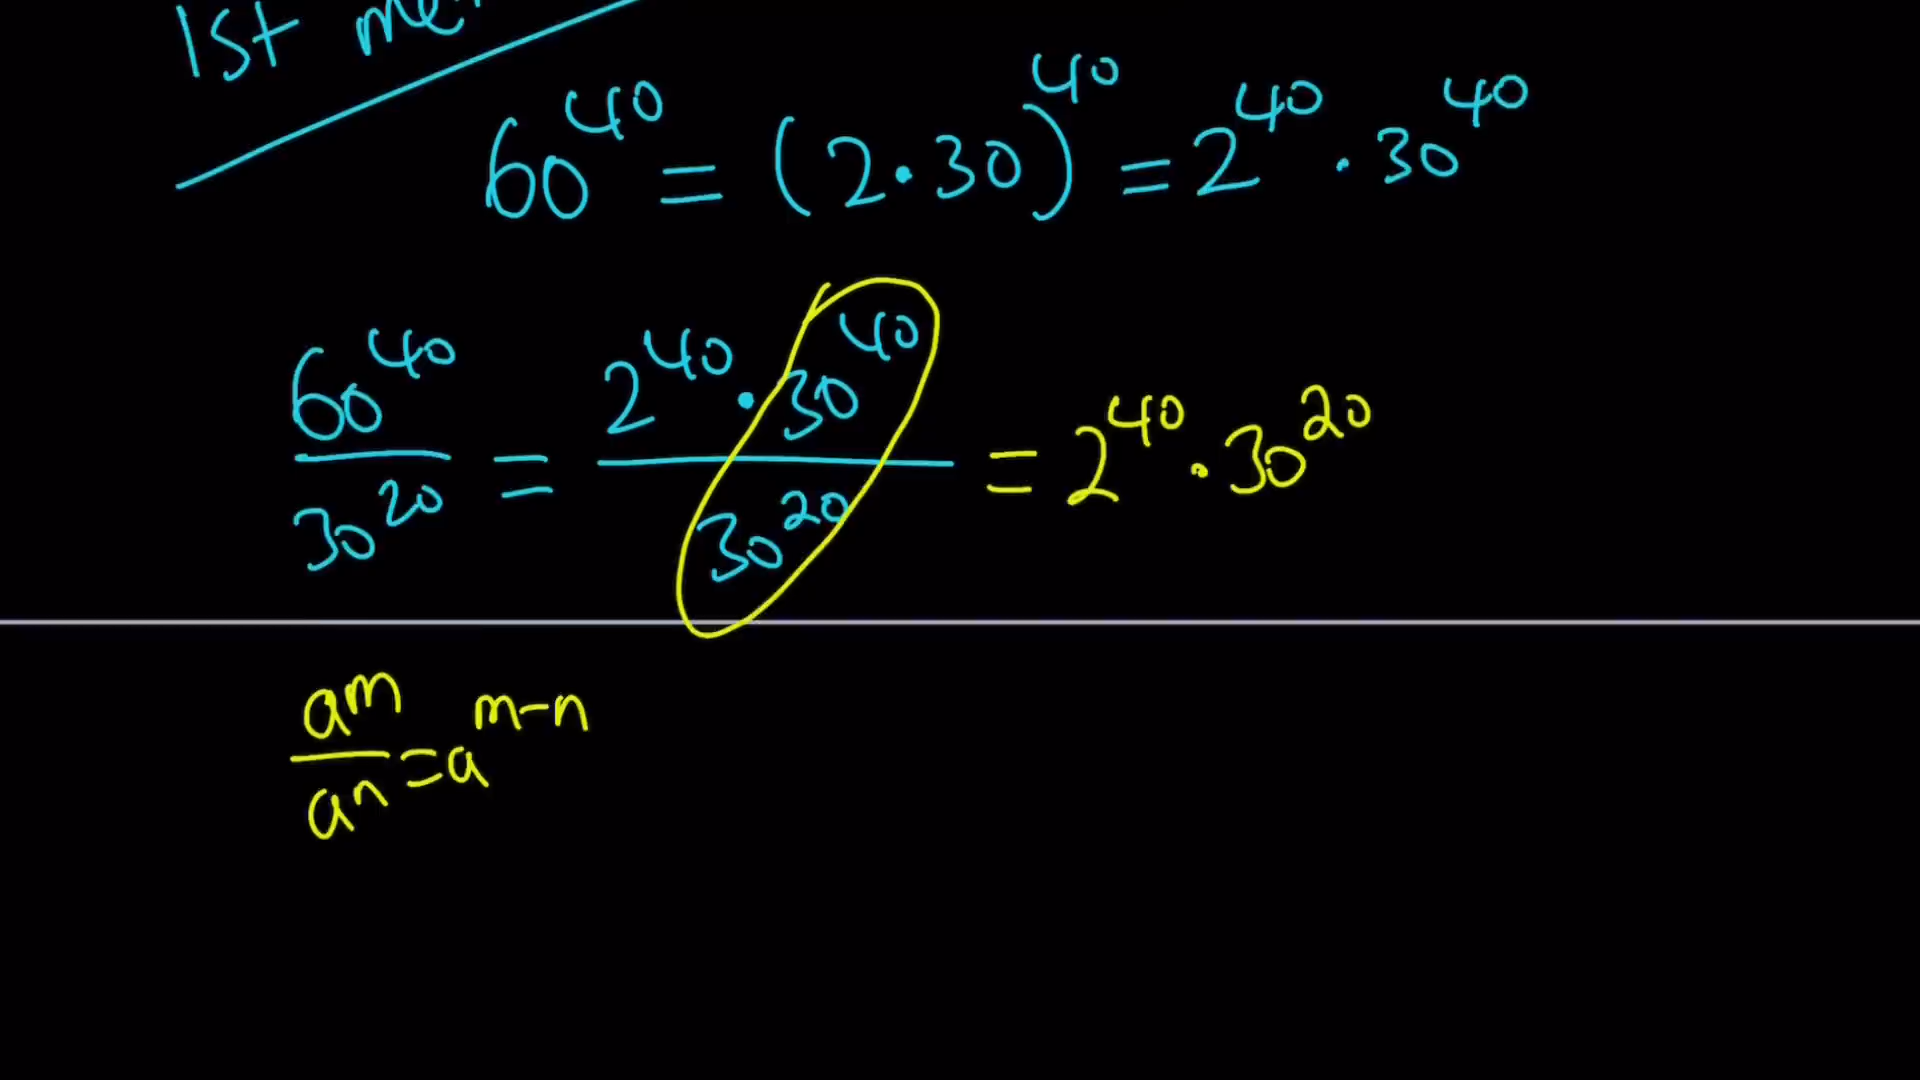 1st
60^40 = (2·30)^40 = 2^40 · 30^40
60^40/30^20 = 2^40 · 30^40/30^20 = 2^40 · 30^20
a^m/a^n = a^m-n